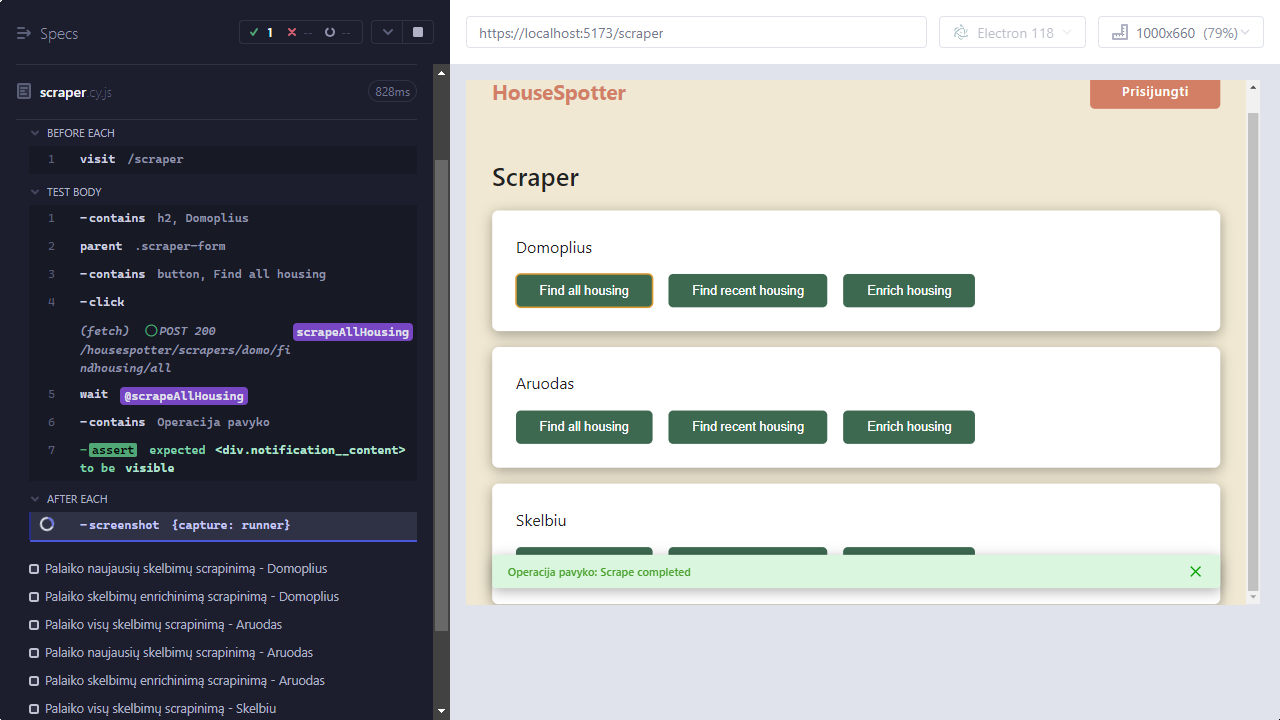 Specs
1
--
--
scraper.cy.js
828ms
BEFORE EACH
1 visit /scraper
TEST BODY
1 -contains h2, Domoplius
2 parent .scraper-form
3 -contains button, Find all housing
4 -click
(fetch) POST 200 scrapeAllHousing
/housespotter/scrapers/domo/fi
ndhousing/all
5 wait @scrapeAllHousing
6 -contains Operacija pavyko
7 -assert expected <div.notification__content>
to be visible
AFTER EACH
-screenshot {capture: runner}
Palaiko naujausių skelbimų scrapinimą - Domoplius
Palaiko skelbimų enrichinimą scrapinimą - Domoplius
Palaiko visų skelbimų scrapinimą - Aruodas
Palaiko naujausių skelbimų scrapinimą - Aruodas
Palaiko skelbimų enrichinimą scrapinimą - Aruodas
Palaiko visų skelbimų scrapinimą - Skelbiu
https://localhost:5173/scraper
Electron 118
1000x660 (79%)
HouseSpotter
Prisijungti
Scraper
Domoplius
Find all housing Find recent housing Enrich housing
Aruodas
Find all housing Find recent housing Enrich housing
Skelbiu
Operacija pavyko: Scrape completed